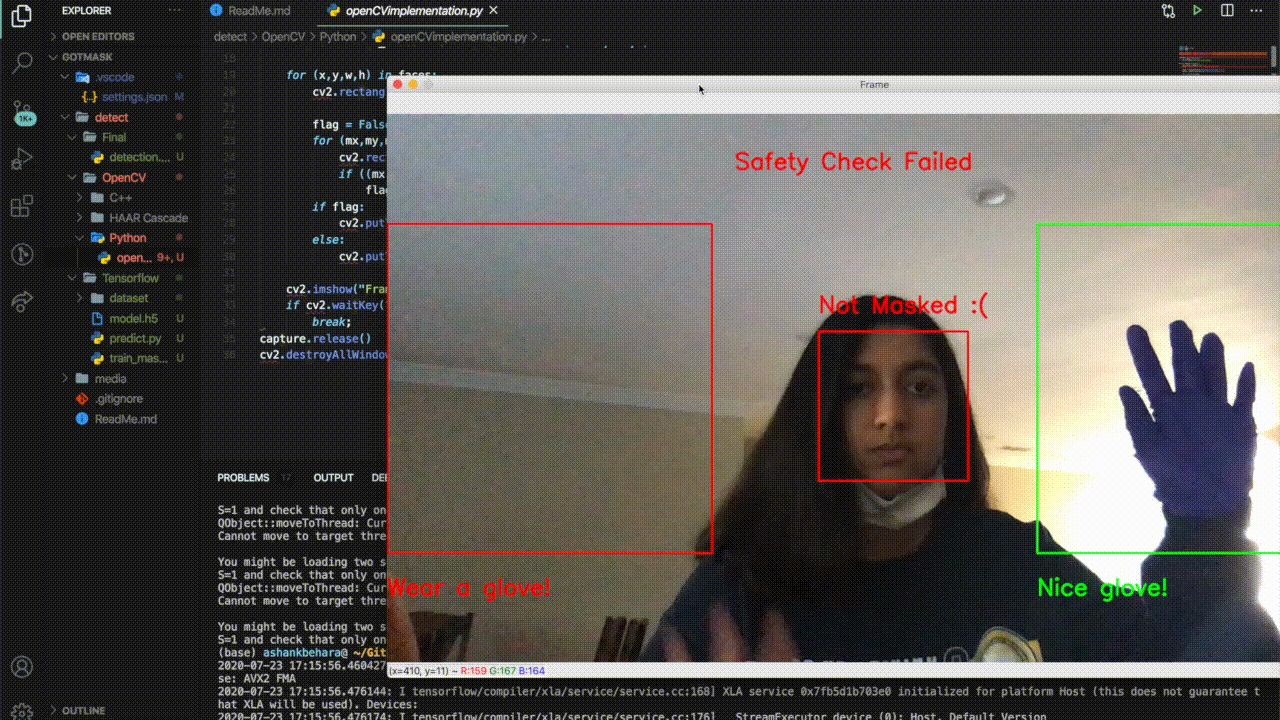 EXPLORER
ReadMe.md
openCVimplementation.py
OPEN EDITORS
detect > OpenCV > Python > openCVimplementation.py > ...
GOTMASK
.vscode
settings.json M
detect
Final
detection.... U
OpenCV
C++
HAAR Cascade
Python
open... 9+, U
Tensorflow
dataset
model.h5 U
predict.py U
train_mas... U
media
.gitignore
ReadMe.md
OUTLINE
1K+
18
19 for (x,y,w,h) in faces:
20 cv2.rectang
21
22 flag = Fals
23 for (mx,my,
24 cv2.rec
25 if ((mx
26 fla
27 if flag:
28 cv2.put
29 else:
30 cv2.put
31
32 cv2.imshow("Fra
33 if cv2.waitKey(
34 break;
35 capture.release()
36 cv2.destroyAllWindow
Frame
Safety Check Failed
Not Masked :(
Wear a glove!
Nice glove!
(x=410, y=11) ~ R:159 G:167 B:164
PROBLEMS 17 OUTPUT DE
S=1 and check that only on
QObject::moveToThread: Cur
Cannot move to target thre
You might be loading two s
S=1 and check that only on
QObject::moveToThread: Cur
Cannot move to target thre
You might be loading two s
S=1 and check that only on
(base) ashankbehara@ ~/Git
2020-07-23 17:15:56.460427
se: AVX2 FMA
2020-07-23 17:15:56.476144: I tensorflow/compiler/xla/service/service.cc:168] XLA service 0x7fb5d1b703e0 initialized for platform Host (this does not guarantee t
hat XLA will be used). Devices:
2020-07-23 17:15:56.476174: I tensorflow/compiler/xla/service/service.cc:176] StreamExecutor device (0): Host, Default Version